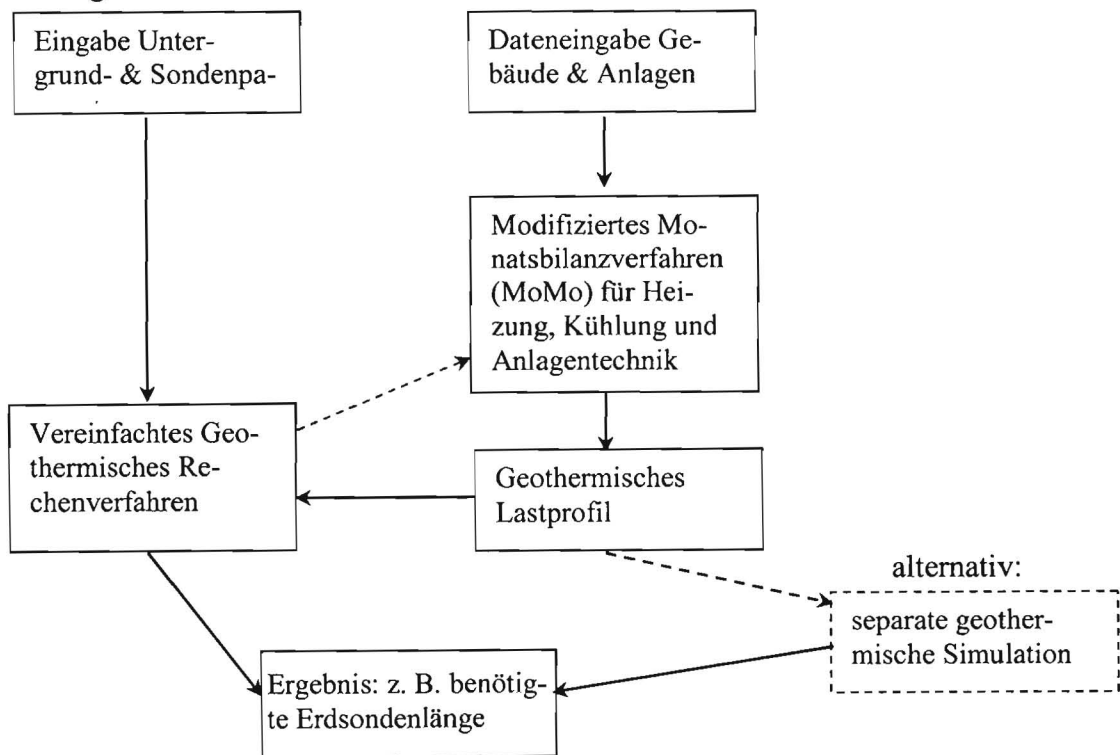 Eingabe Unter-
grund- & Sondenpa-
Dateneingabe Ge-
bäude & Anlagen
Modifiziertes Mo-
natsbilanzverfahren
(MoMo) für Hei-
zung, Kühlung und
Anlagentechnik
Vereinfachtes Geo-
thermisches Re-
chenverfahren
Geothermisches
Lastprofil
alternativ:
separate geother-
mische Simulation
Ergebnis: z. B. benötig-
te Erdsondenlänge